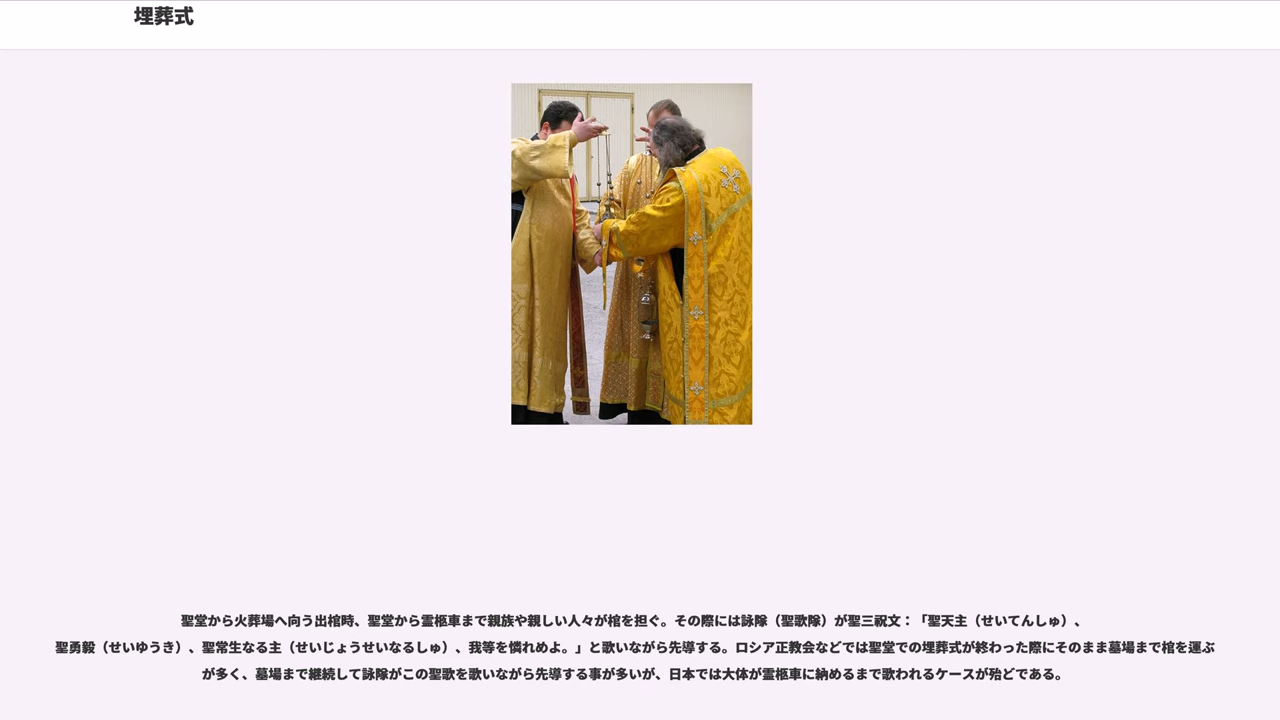 埋葬式
聖堂から火葬場へ向う出棺時、聖堂から霊柩車まで親族や親しい人々が棺を担ぐ。その際には詠隊（聖歌隊）が聖三祝文：「聖天主（せいてんしゅ）、
聖勇毅（せいゆうき）、聖常生なる主（せいじょうせいなるしゅ）、我等を憐れめよ。」と歌いながら先導する。ロシア正教会などでは聖堂での埋葬式が終わった際にそのまま墓場まで棺を運ぶ
が多く、墓場まで継続して詠隊がこの聖歌を歌いながら先導する事が多いが、日本では大体が霊柩車に納めるまで歌われるケースが殆どである。